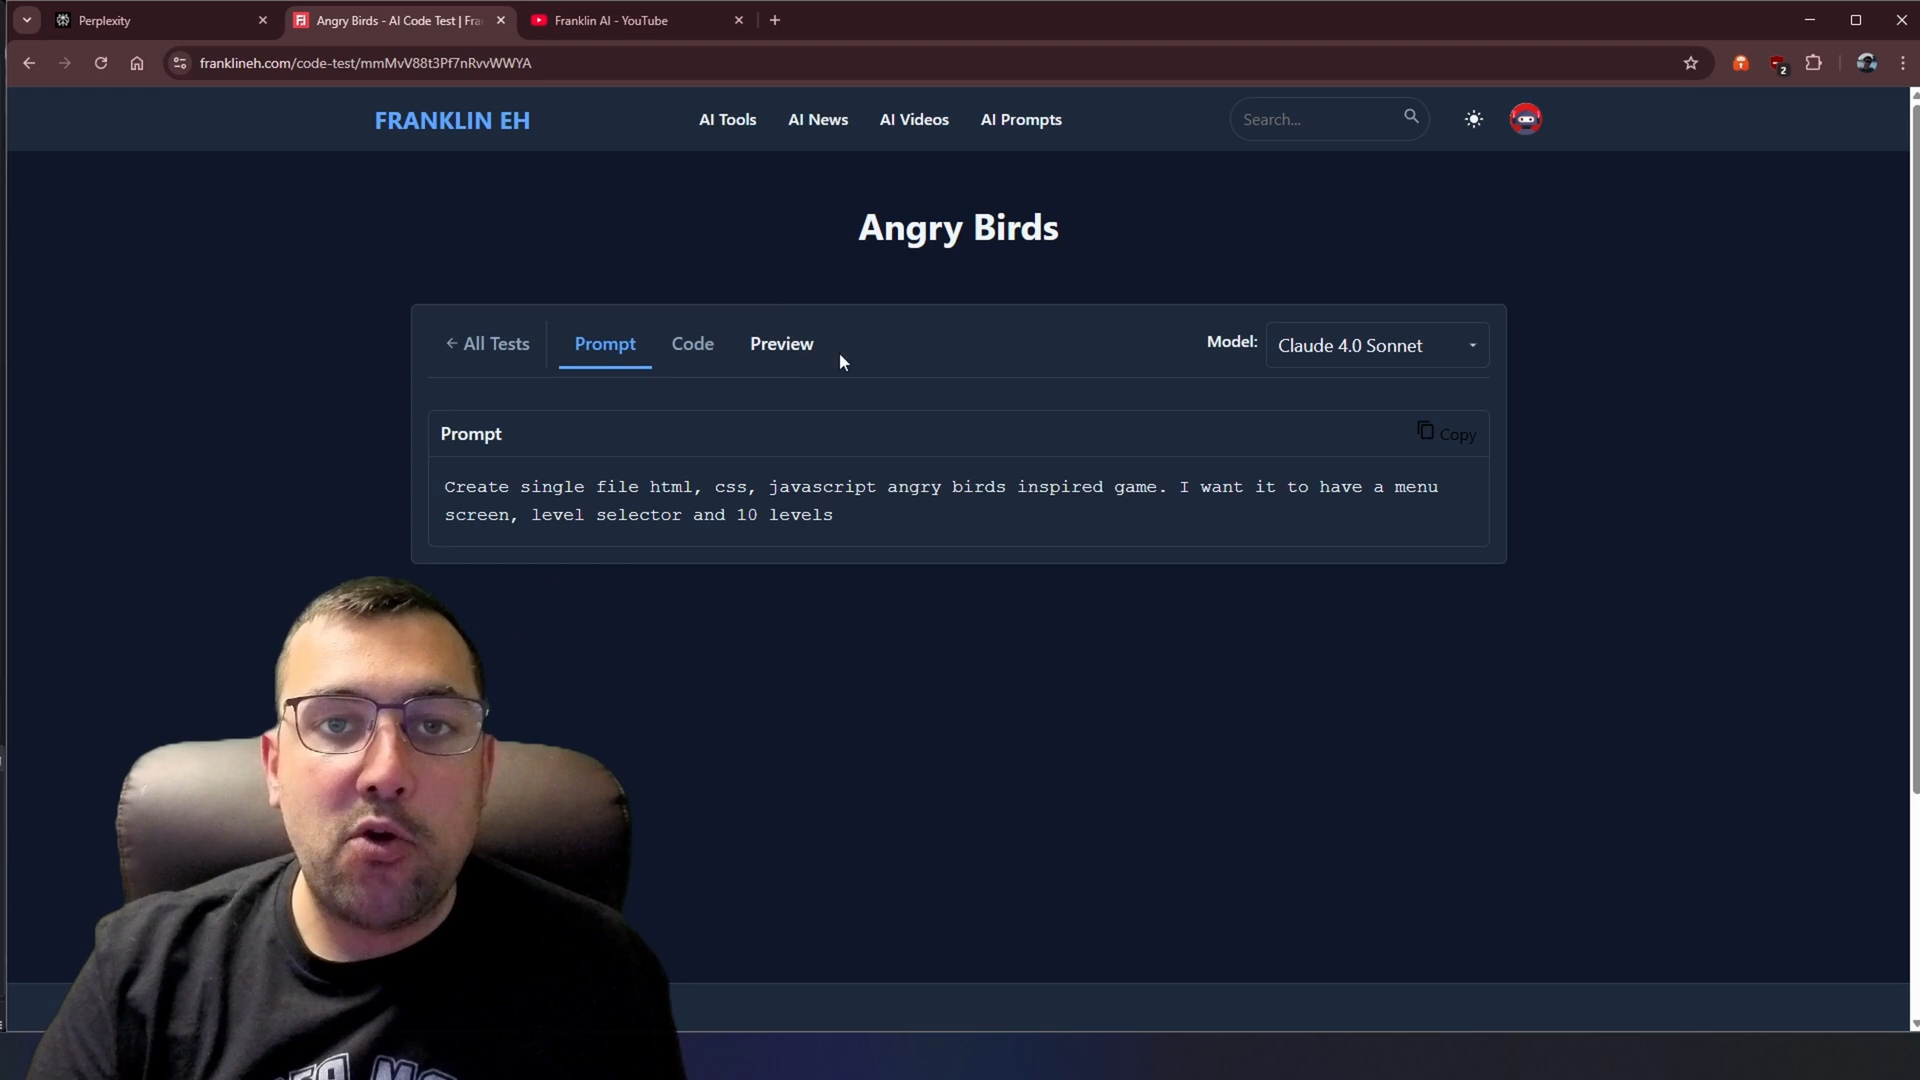 Perplexity
Angry Birds - AI Code Test | Fra
Franklin AI - YouTube
franklineh.com/code-test/mmMvV88t3Pf7nRvvWWYA
2
FRANKLIN EH
AI Tools
AI News
AI Videos
AI Prompts
Search...
Angry Birds
← All Tests
Prompt
Code
Preview
Model:
Claude 4.0 Sonnet
Prompt
Copy
Create single file html, css, javascript angry birds inspired game. I want it to have a menu
screen, level selector and 10 levels